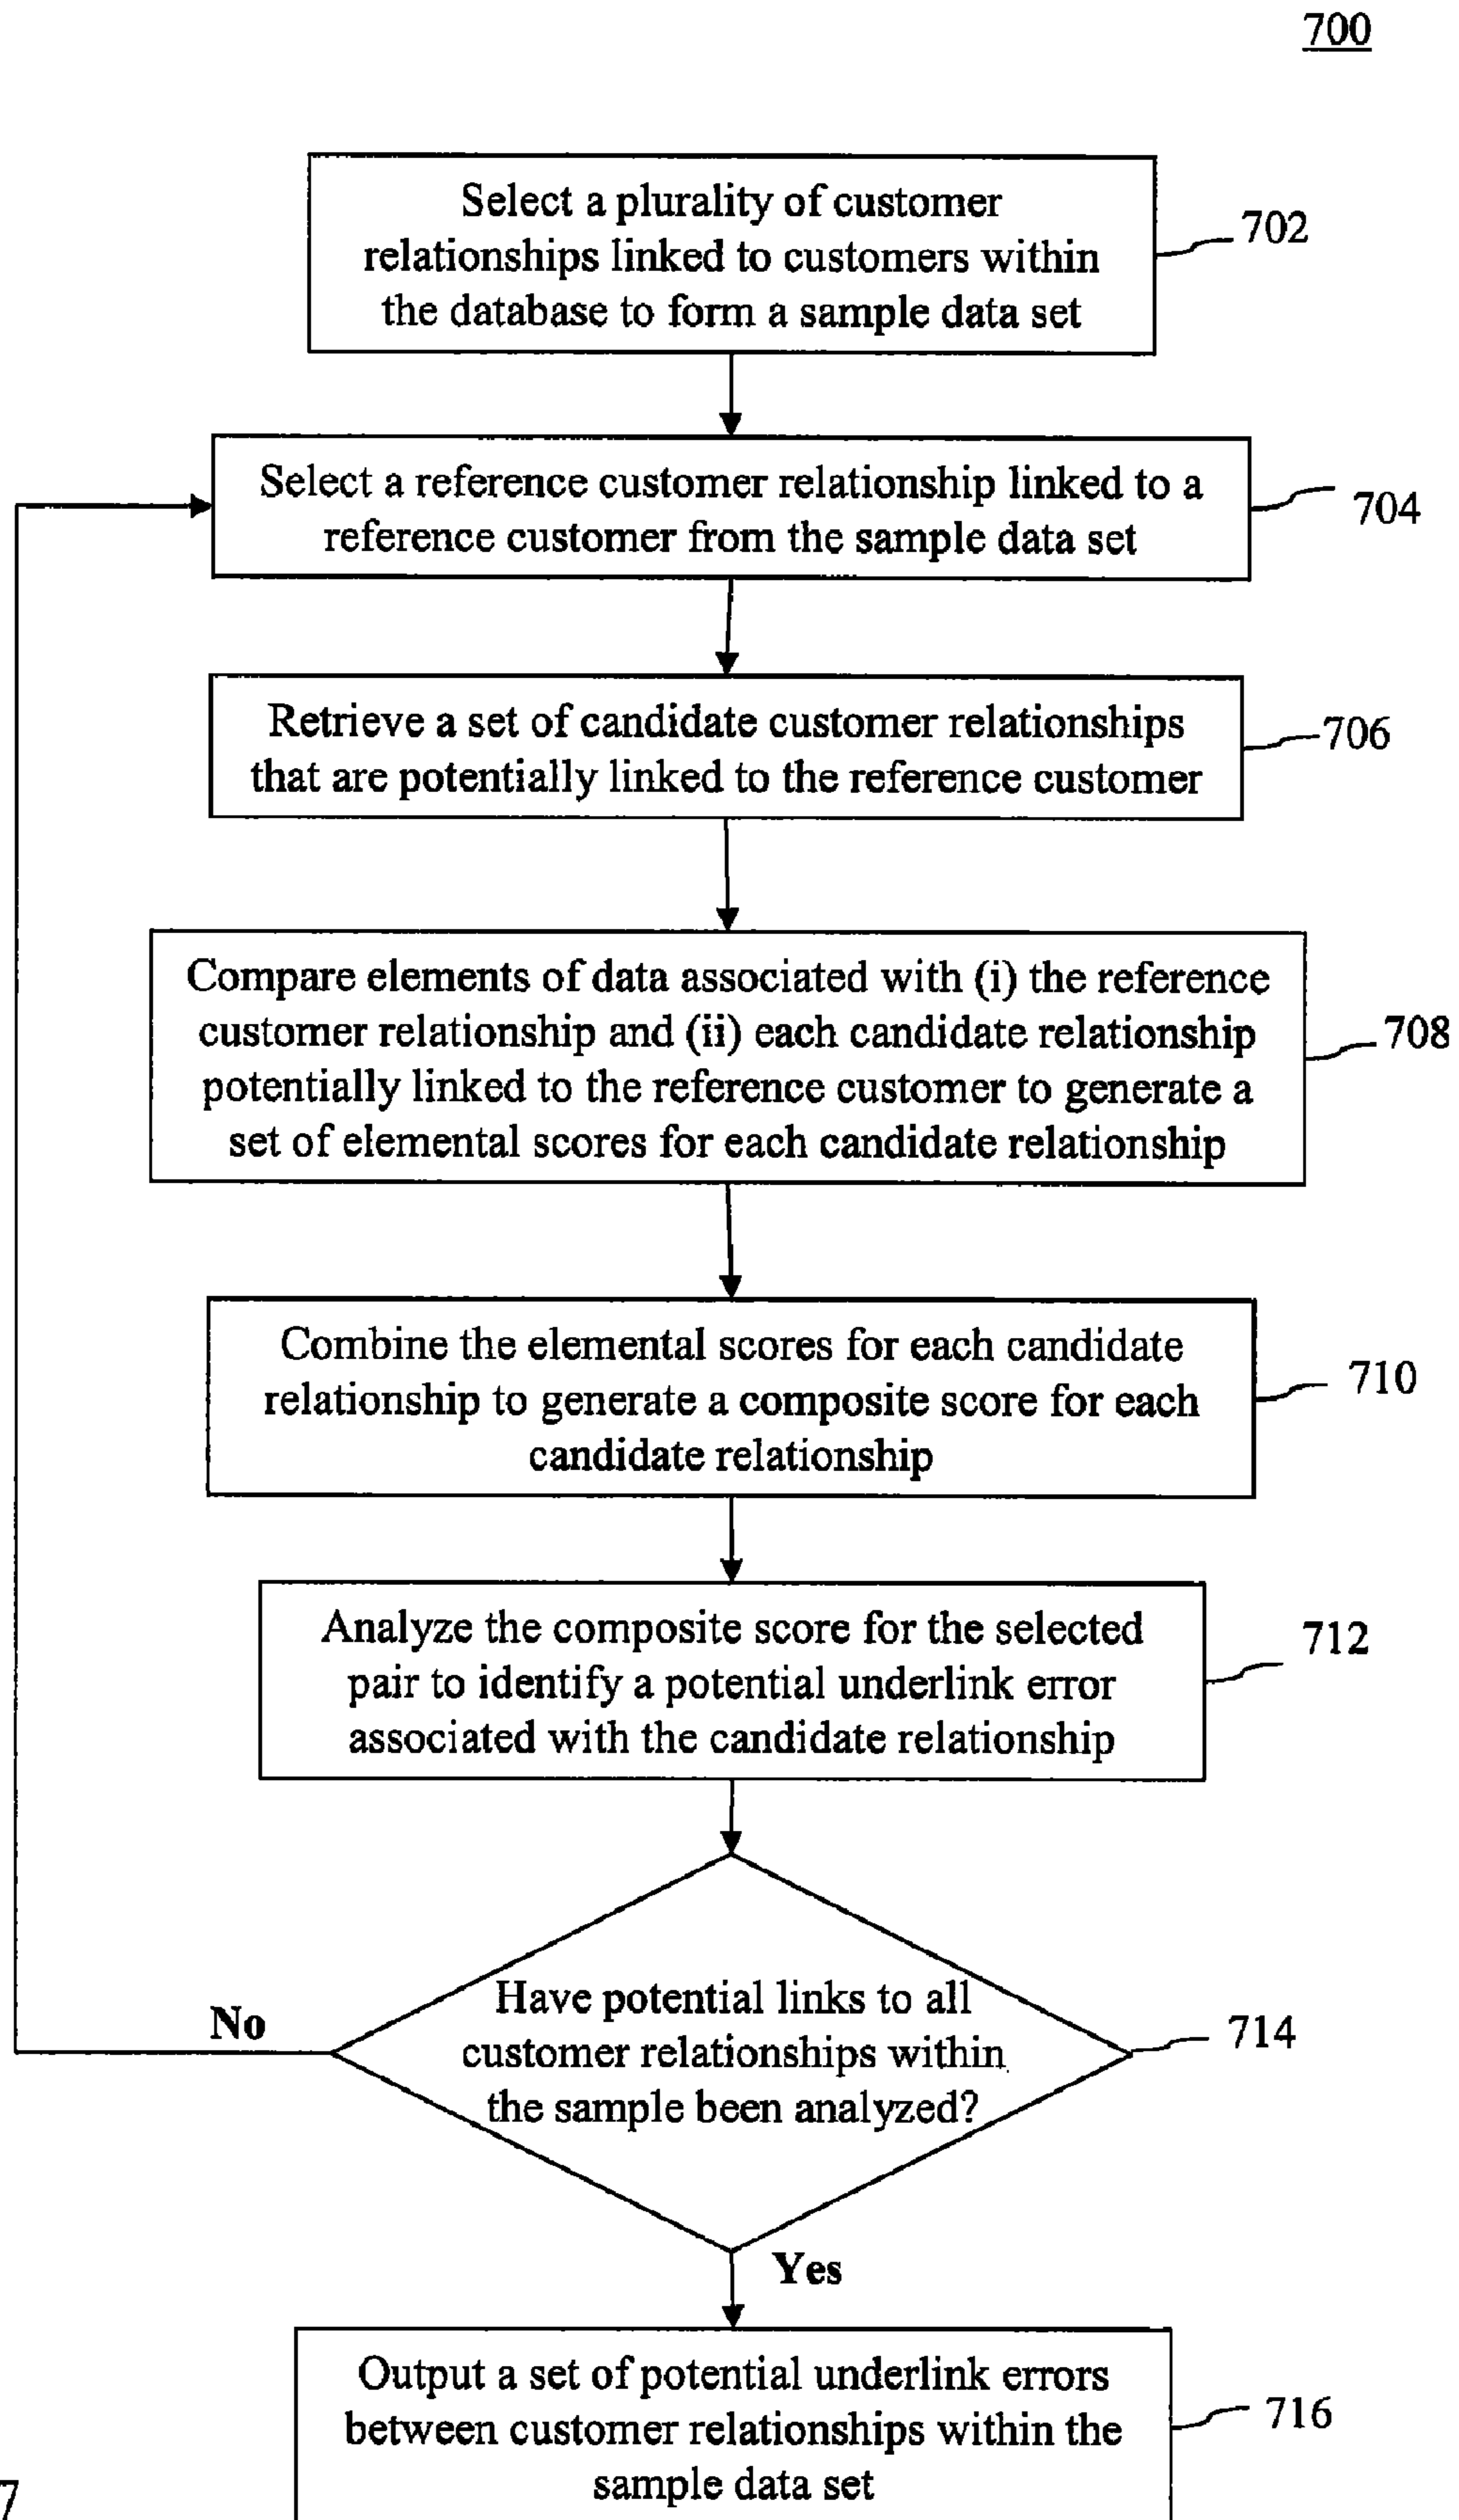 700
Select a plurality of customer
relationships linked to customers within
the database to form a sample data set
702
Select a reference customer relationship linked to a
reference customer from the sample data set
704
Retrieve a set of candidate customer relationships
that are potentially linked to the reference customer
706
Compare elements of data associated with (i) the reference
customer relationship and (ii) each candidate relationship
potentially linked to the reference customer to generate a
set of elemental scores for each candidate relationship
708
Combine the elemental scores for each candidate
relationship to generate a composite score for each
candidate relationship
710
Analyze the composite score for the selected
pair to identify a potential underlink error
associated with the candidate relationship
712
Have potential links to all
customer relationships within
the sample been analyzed?
714
No
Yes
Output a set of potential underlink errors
between customer relationships within the
sample data set
716
7